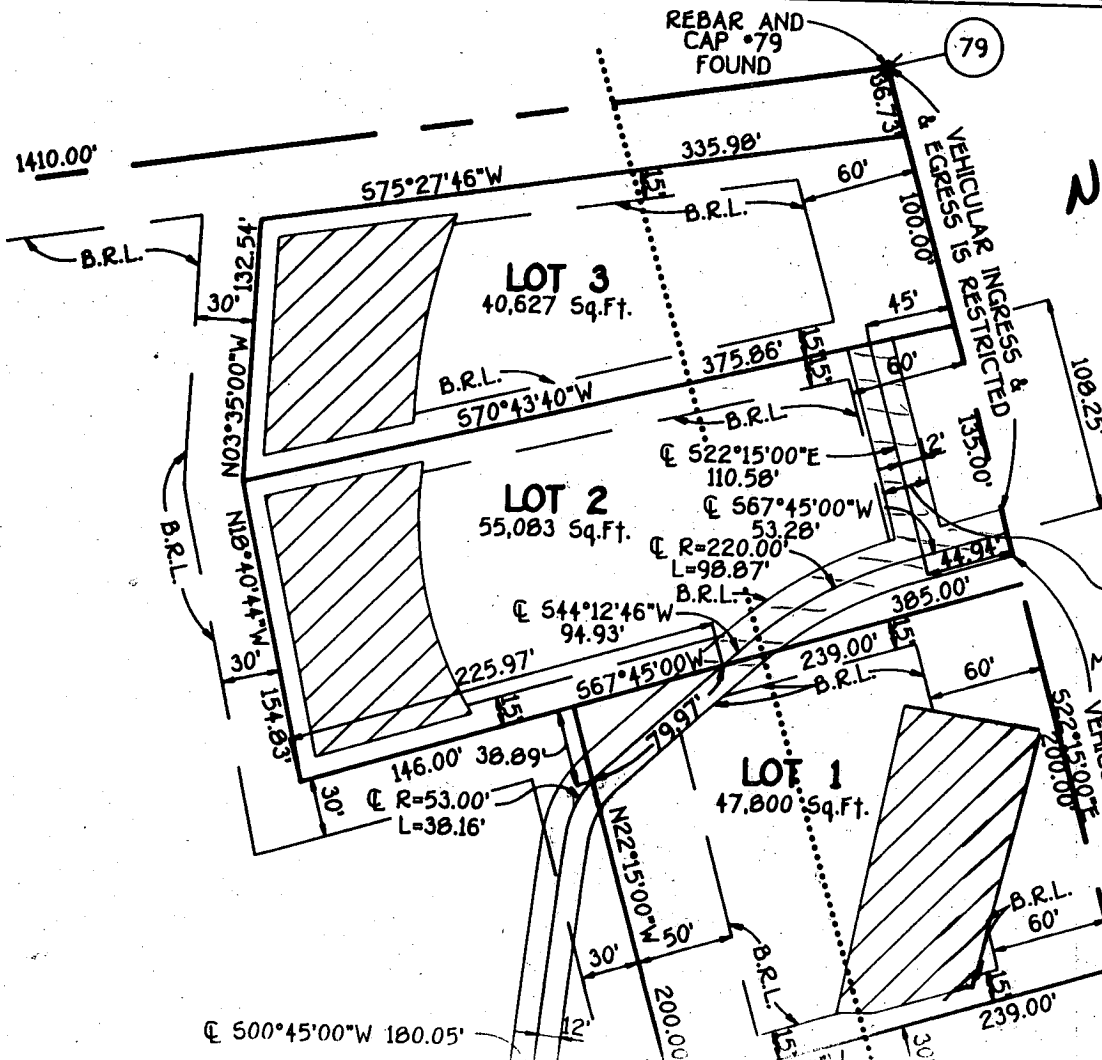 REBAR AND
CAP #79
FOUND
79
36.73'
1410.00'
335.98'
S75°27'46"W
15'
60'
VEHICULAR INGRESS &
& EGRESS IS RESTRICTED
100.00'
N
B.R.L.
B.R.L.
132.54'
30'
N03°35'00"W
LOT 3
40,627 Sq.Ft.
45'
375.86'
15'
15'
60'
108.25'
B.R.L.
S70°43'40"W
B.R.L.
135.00'
℄ S22°15'00"E
110.58'
12'
LOT 2
55,083 Sq.Ft.
℄ S67°45'00"W
53.28'
B.R.L.
N18°40'44"W
℄ R=220.00'
L=98.87'
44.94'
B.R.L.
385.00'
℄ S44°12'46"W
94.93'
30'
225.97'
S67°45'00"W
239.00'
15'
B.R.L.
60'
154.83'
15'
79.97'
S22°15'00"E
200.00'
146.00'
38.89'
30'
℄ R=53.00'
L=38.16'
LOT 1
47,800 Sq.Ft.
N22°15'00"W
B.R.L.
60'
30'
50'
B.R.L.
200.00
15'
239.00'
℄ S00°45'00"W 180.05'
12'
15'
30'